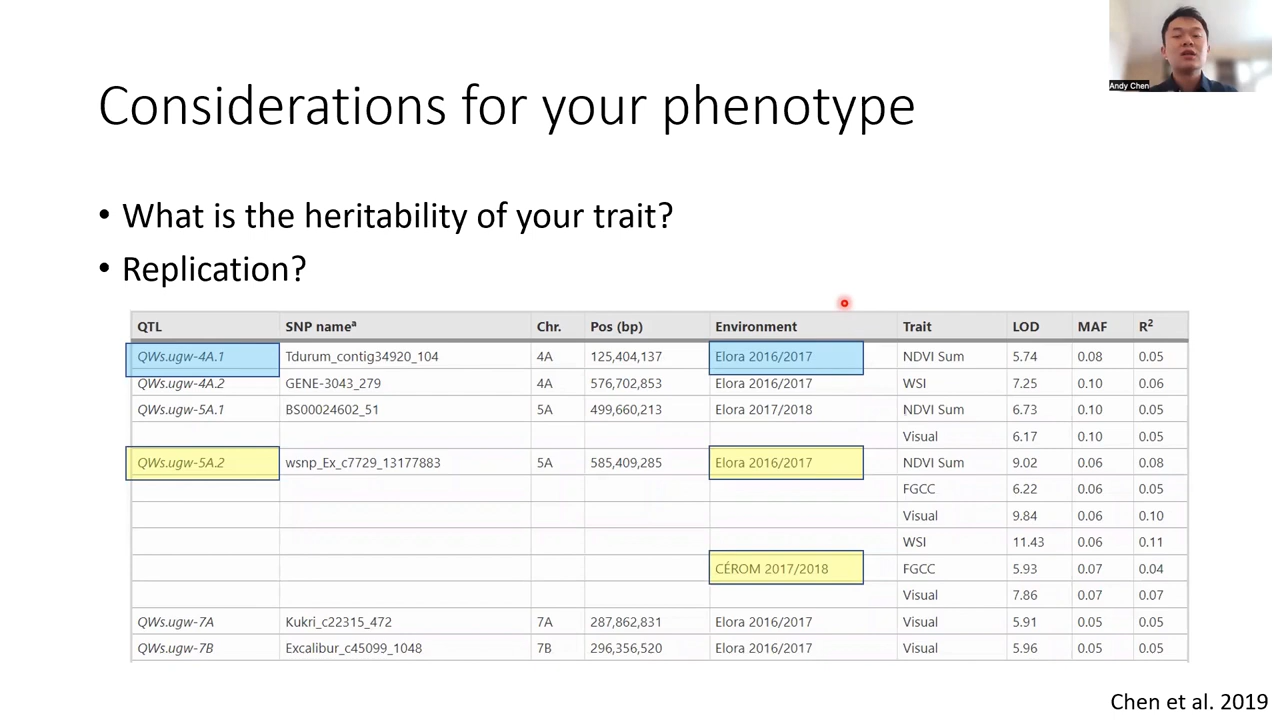 Andy Chen
Considerations for your phenotype
• What is the heritability of your trait?
• Replication?
QTL SNP nameᵃ Chr. Pos (bp) Environment Trait LOD MAF R²
QWs.ugw-4A.1 Tdurum_contig34920_104 4A 125,404,137 Elora 2016/2017 NDVI Sum 5.74 0.08 0.05
QWs.ugw-4A.2 GENE-3043_279 4A 576,702,853 Elora 2016/2017 WSI 7.25 0.10 0.06
QWs.ugw-5A.1 BS00024602_51 5A 499,660,213 Elora 2017/2018 NDVI Sum 6.73 0.10 0.05
Visual 6.17 0.10 0.05
QWs.ugw-5A.2 wsnp_Ex_c7729_13177883 5A 585,409,285 Elora 2016/2017 NDVI Sum 9.02 0.06 0.08
FGCC 6.22 0.06 0.05
Visual 9.84 0.06 0.10
WSI 11.43 0.06 0.11
CÉROM 2017/2018 FGCC 5.93 0.07 0.04
Visual 7.86 0.07 0.07
QWs.ugw-7A Kukri_c22315_472 7A 287,862,831 Elora 2016/2017 Visual 5.91 0.05 0.05
QWs.ugw-7B Excalibur_c45099_1048 7B 296,356,520 Elora 2016/2017 Visual 5.96 0.05 0.05
Chen et al. 2019